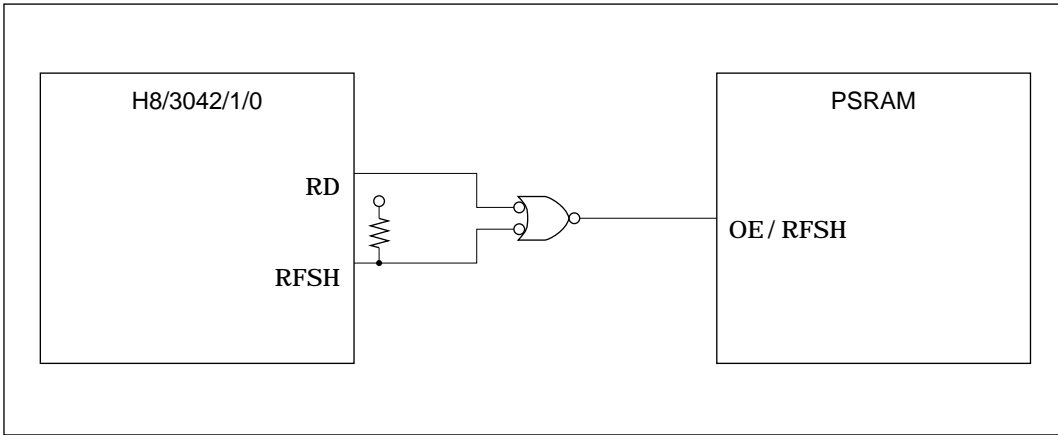 H8/3042/1/0
PSRAM
RD
OE / RFSH
RFSH